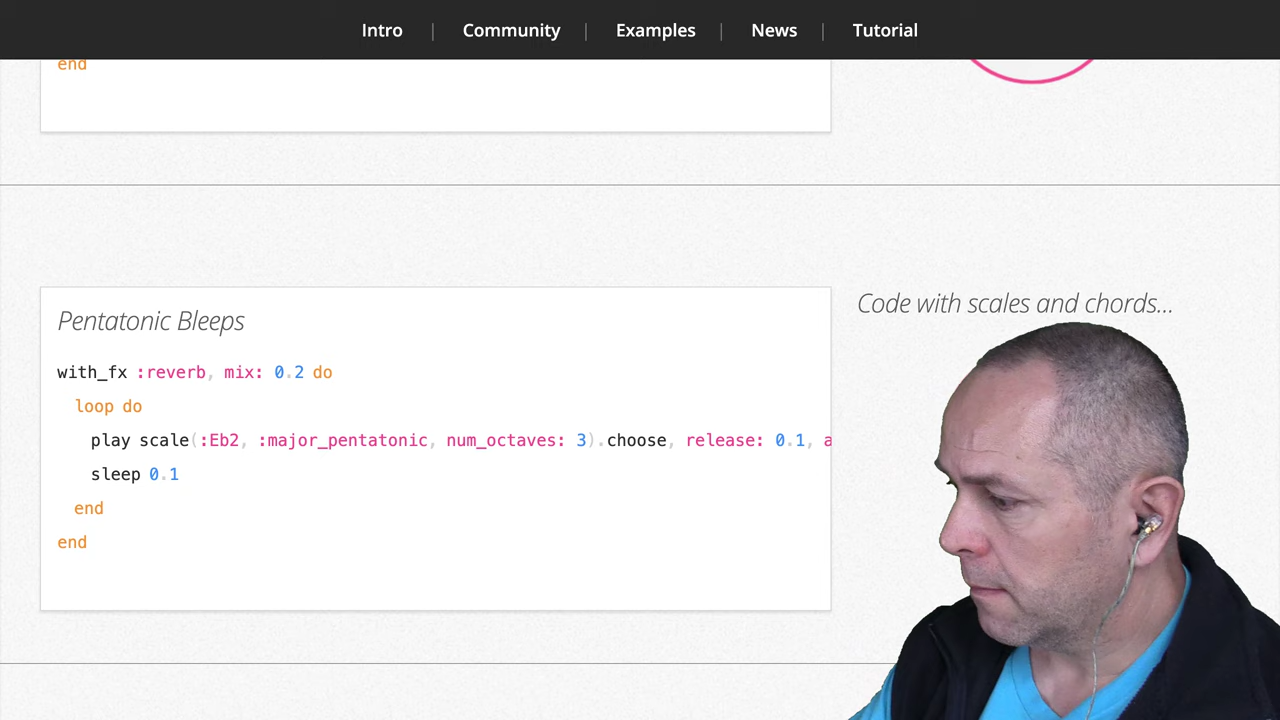 Intro | Community | Examples | News | Tutorial
end
Pentatonic Bleeps
Code with scales and chords...
with_fx :reverb, mix: 0.2 do
loop do
play scale(:Eb2, :major_pentatonic, num_octaves: 3).choose, release: 0.1, a
sleep 0.1
end
end